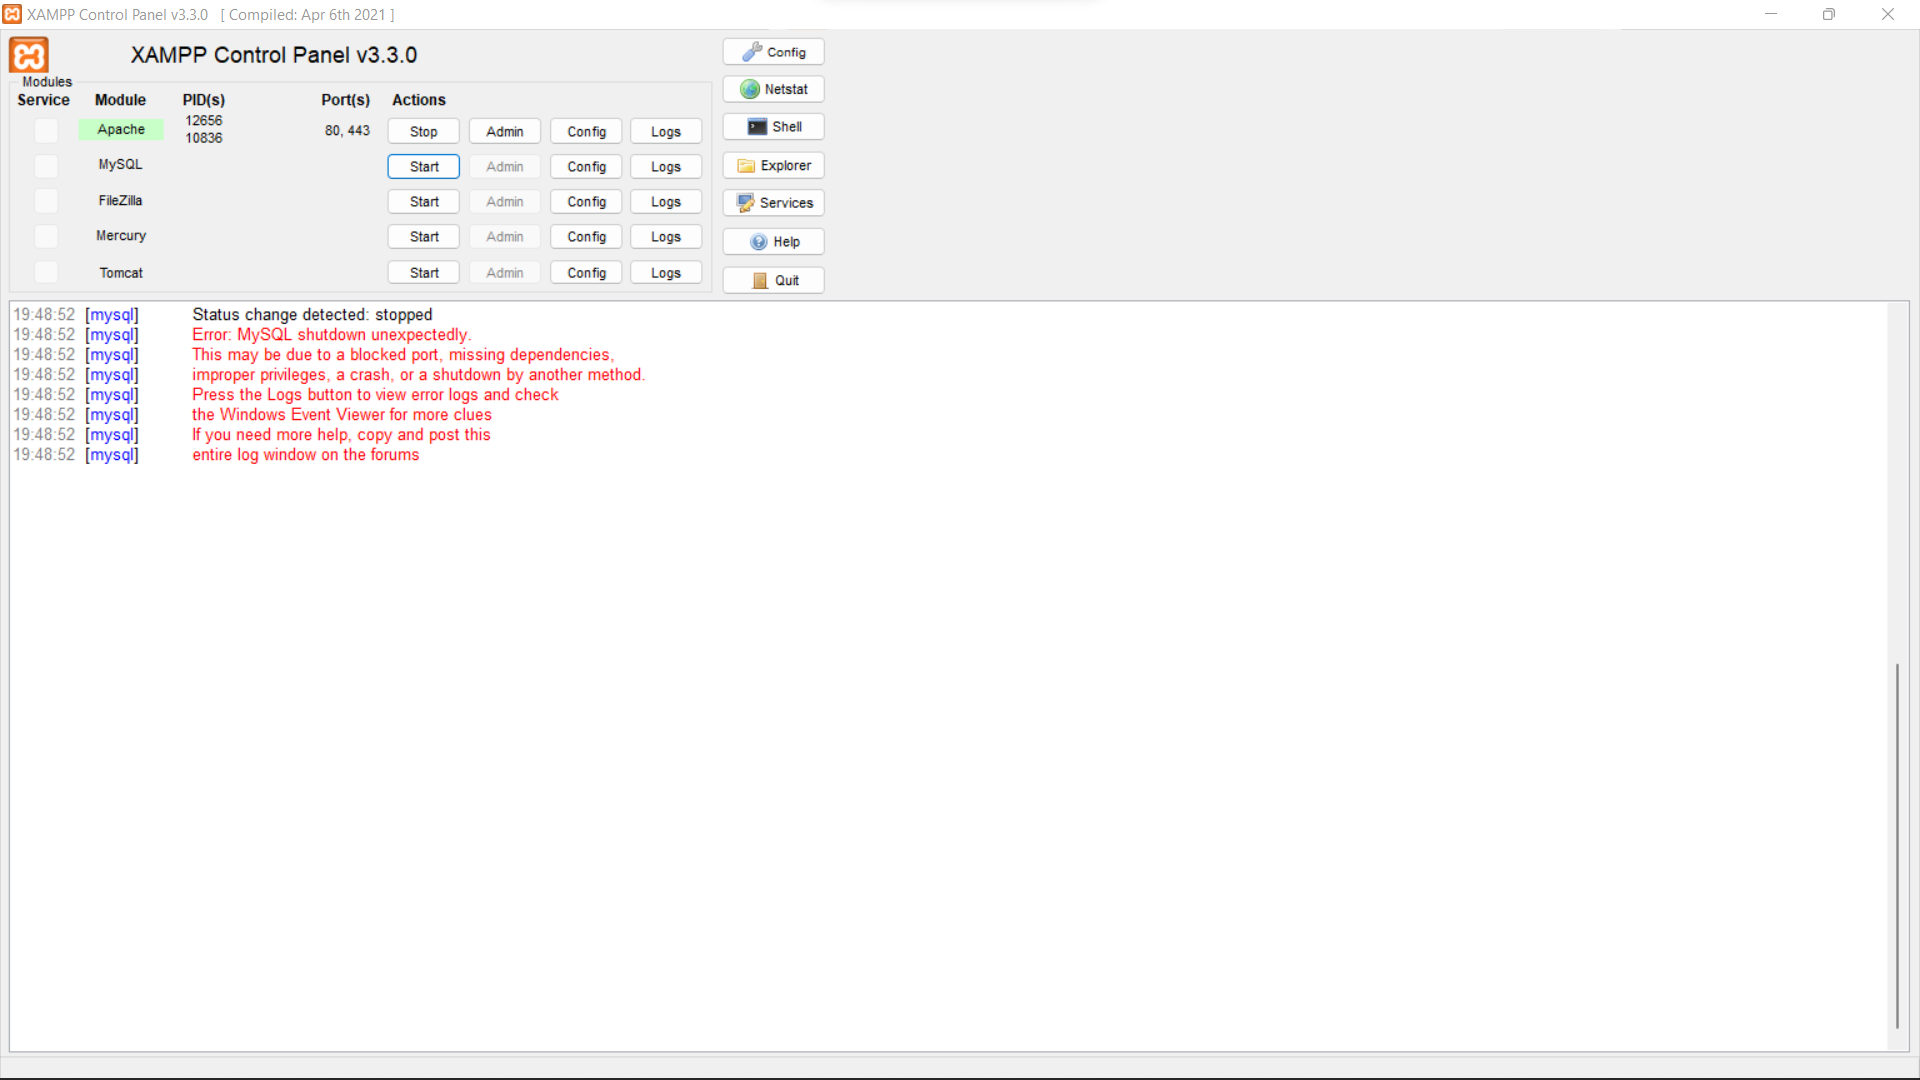 XAMPP Control Panel v3.3.0 [ Compiled: Apr 6th 2021 ]
XAMPP Control Panel v3.3.0
Config
Modules
Service Module PID(s) Port(s) Actions
Netstat
Apache 12656 10836 80, 443 Stop Admin Config Logs
Shell
MySQL Start Admin Config Logs
Explorer
FileZilla Start Admin Config Logs
Services
Mercury Start Admin Config Logs
Help
Tomcat Start Admin Config Logs
Quit
19:48:52 [mysql] Status change detected: stopped
19:48:52 [mysql] Error: MySQL shutdown unexpectedly.
19:48:52 [mysql] This may be due to a blocked port, missing dependencies,
19:48:52 [mysql] improper privileges, a crash, or a shutdown by another method.
19:48:52 [mysql] Press the Logs button to view error logs and check
19:48:52 [mysql] the Windows Event Viewer for more clues
19:48:52 [mysql] If you need more help, copy and post this
19:48:52 [mysql] entire log window on the forums